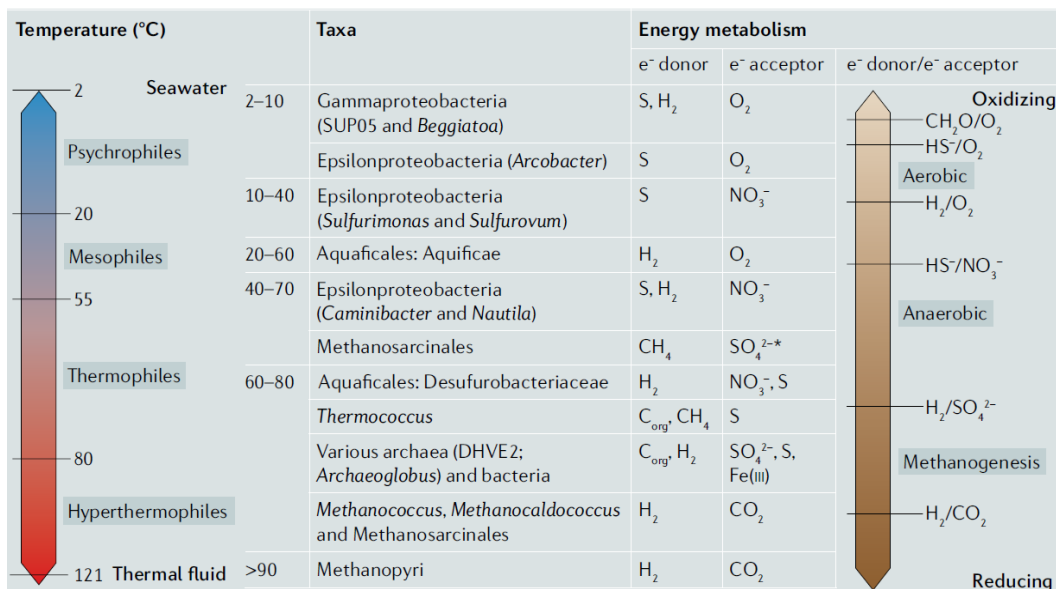 Temperature (°C) Taxa Energy metabolism
e⁻ donor e⁻ acceptor e⁻ donor/e⁻ acceptor
2 Seawater
Psychrophiles
20
Mesophiles
55
Thermophiles
80
Hyperthermophiles
121 Thermal fluid
2–10 Gammaproteobacteria S, H₂ O₂
(SUP05 and Beggiatoa)
Epsilonproteobacteria (Arcobacter) S O₂
10–40 Epsilonproteobacteria S NO₃⁻
(Sulfurimonas and Sulfurovum)
20–60 Aquaficales: Aquificae H₂ O₂
40–70 Epsilonproteobacteria S, H₂ NO₃⁻
(Caminibacter and Nautila)
Methanosarcinales CH₄ SO₄²⁻*
60–80 Aquaficales: Desufurobacteriaceae H₂ NO₃⁻, S
Thermococcus C_org, CH₄ S
Various archaea (DHVE2; C_org, H₂ SO₄²⁻, S,
Archaeoglobus) and bacteria Fe(III)
Methanococcus, Methanocaldococcus H₂ CO₂
and Methanosarcinales
>90 Methanopyri H₂ CO₂
Oxidizing
CH₂O/O₂
HS⁻/O₂
Aerobic
H₂/O₂
HS⁻/NO₃⁻
Anaerobic
H₂/SO₄²⁻
Methanogenesis
H₂/CO₂
Reducing